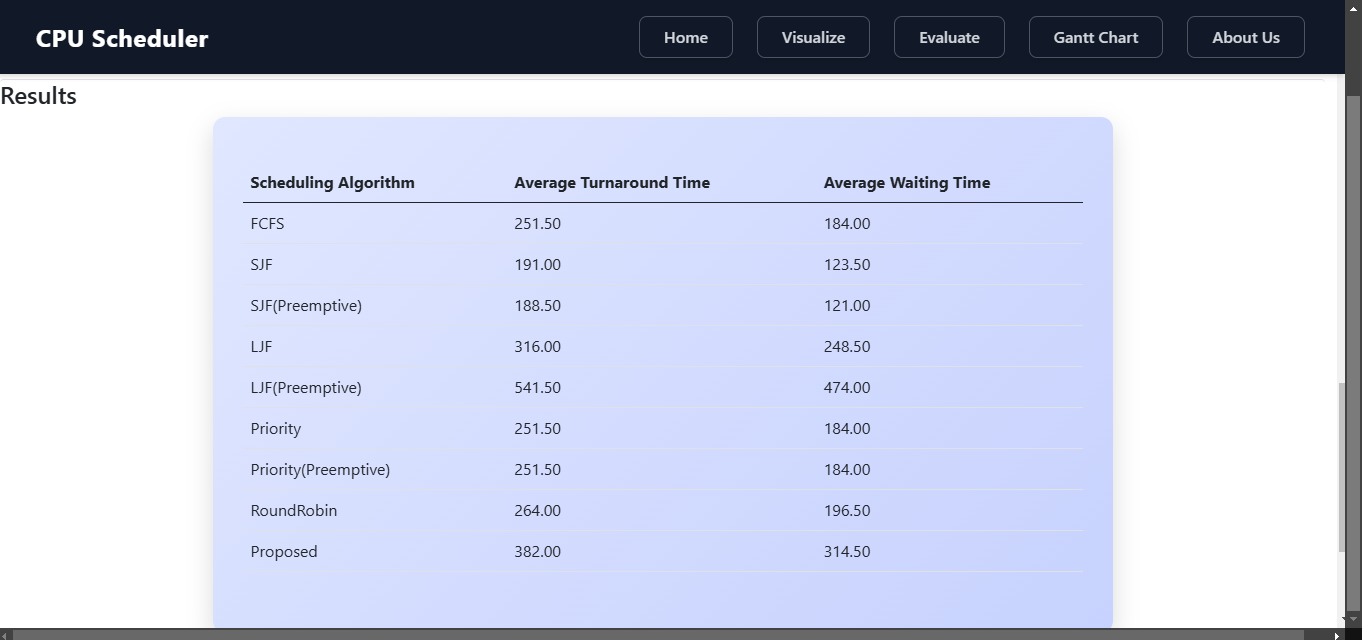 CPU Scheduler Home Visualize Evaluate Gantt Chart About Us
Results
Scheduling Algorithm Average Turnaround Time Average Waiting Time
FCFS 251.50 184.00
SJF 191.00 123.50
SJF(Preemptive) 188.50 121.00
LJF 316.00 248.50
LJF(Preemptive) 541.50 474.00
Priority 251.50 184.00
Priority(Preemptive) 251.50 184.00
RoundRobin 264.00 196.50
Proposed 382.00 314.50